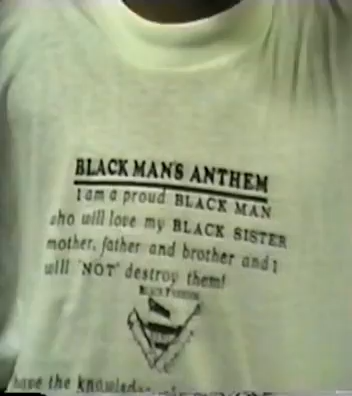 BLACK MAN'S ANTHEM
I am a proud BLACK MAN
who will love my BLACK SISTER
mother, father and brother and I
will "NOT" destroy them!
have the